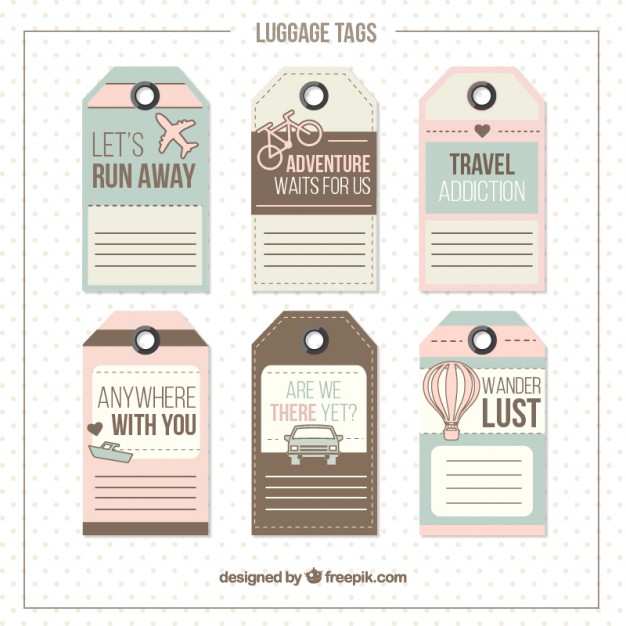 LUGGAGE TAGS
LET'S
RUN AWAY
ADVENTURE
WAITS FOR US
TRAVEL
ADDICTION
ANYWHERE
WITH YOU
ARE WE
THERE YET?
WANDER
LUST
designed by freepik.com